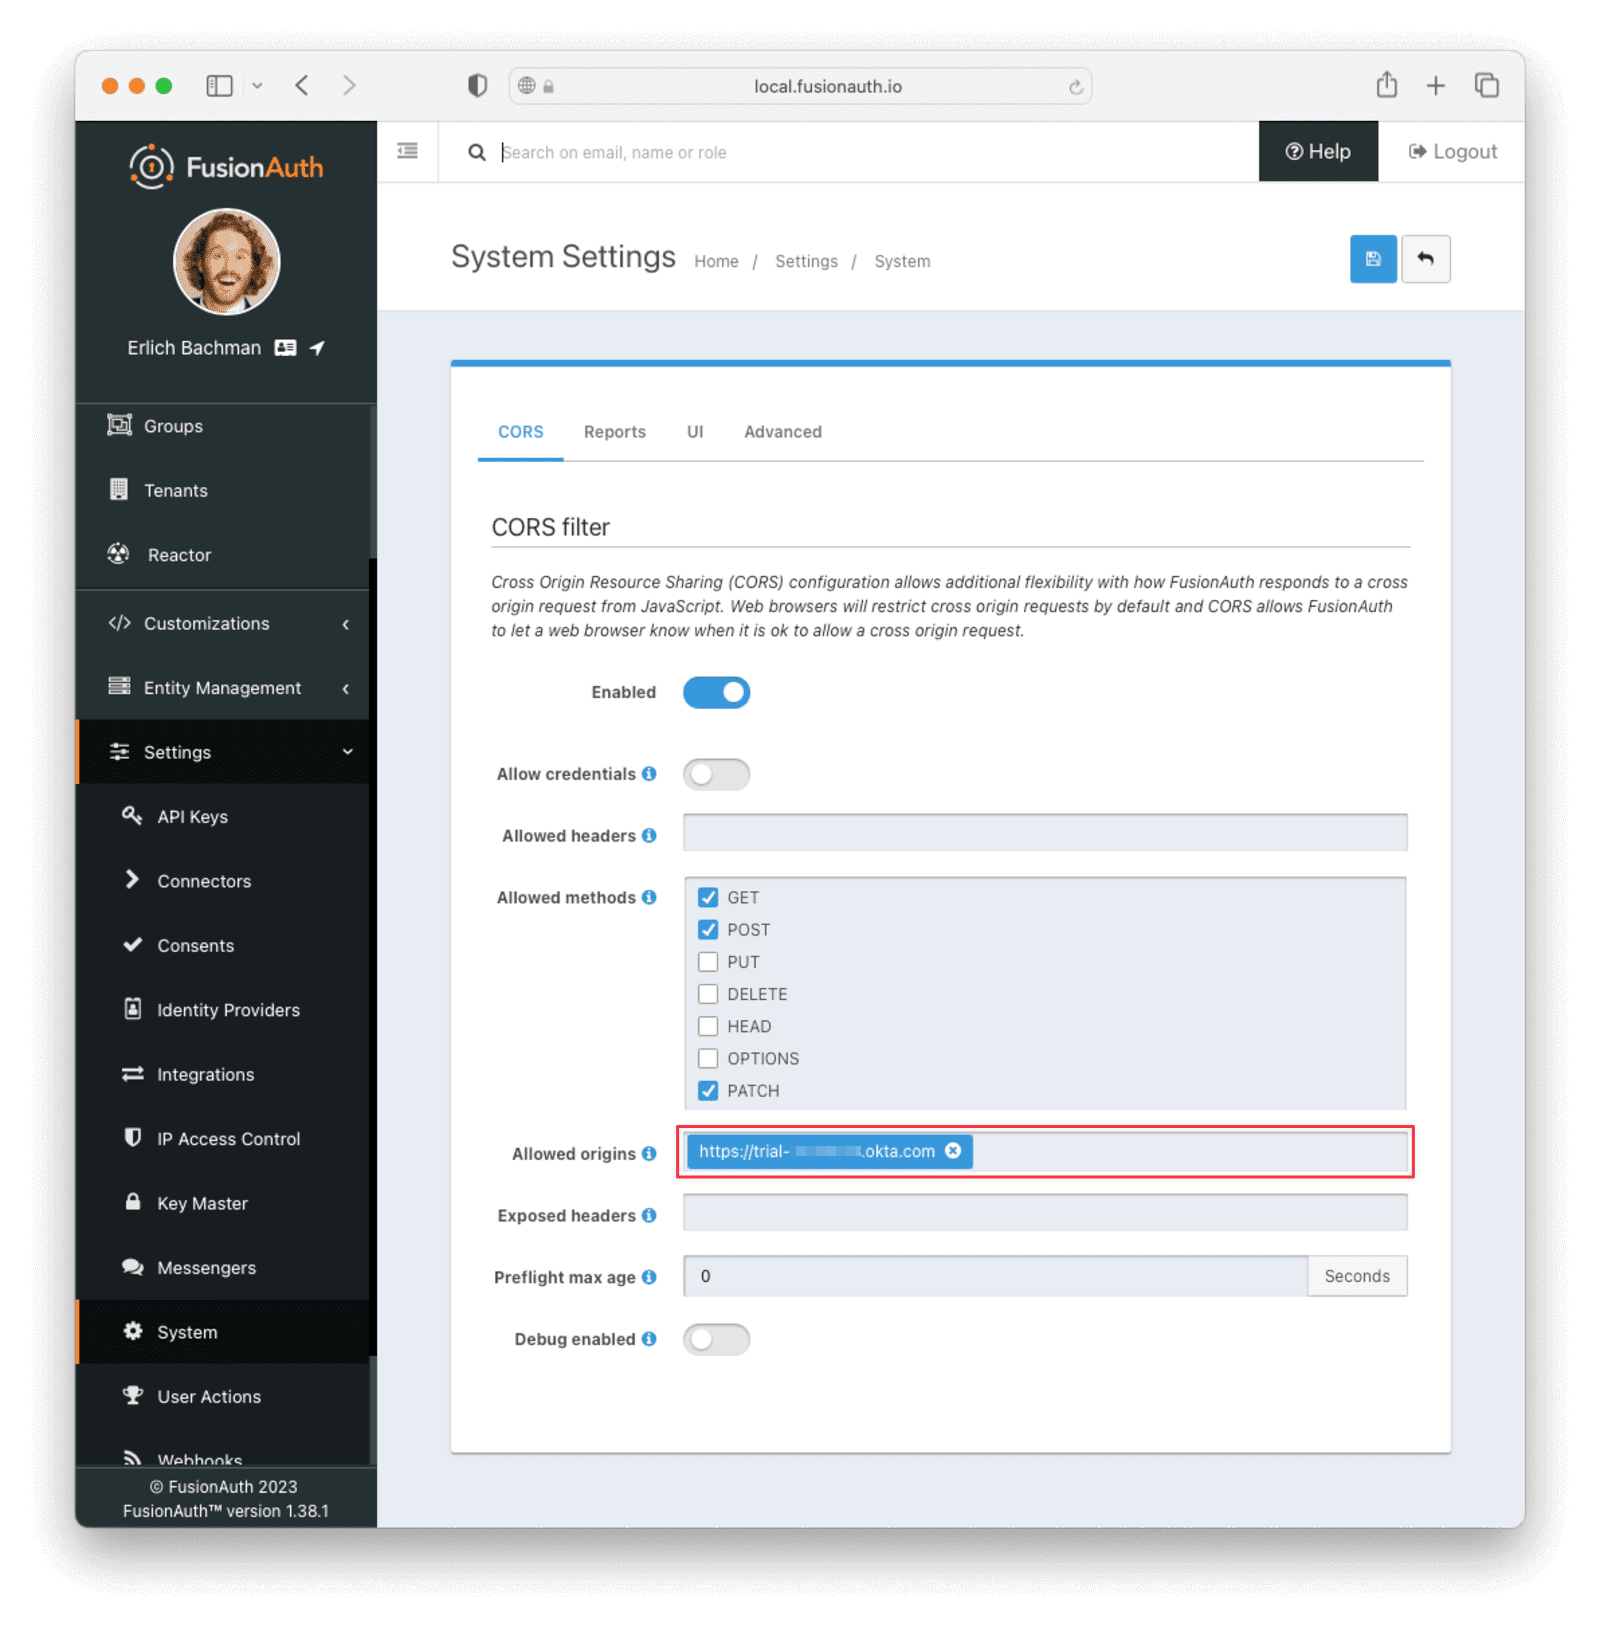 local.fusionauth.io
FusionAuth
Search on email, name or role
Help
Logout
Erlich Bachman
System Settings
Home / Settings / System
Groups
Tenants
Reactor
Customizations
Entity Management
Settings
API Keys
Connectors
Consents
Identity Providers
Integrations
IP Access Control
Key Master
Messengers
System
User Actions
Webhooks
© FusionAuth 2023
FusionAuth™ version 1.38.1
CORS Reports UI Advanced
CORS filter
Cross Origin Resource Sharing (CORS) configuration allows additional flexibility with how FusionAuth responds to a cross
origin request from JavaScript. Web browsers will restrict cross origin requests by default and CORS allows FusionAuth
to let a web browser know when it is ok to allow a cross origin request.
Enabled
Allow credentials
Allowed headers
Allowed methods
GET
POST
PUT
DELETE
HEAD
OPTIONS
PATCH
Allowed origins https://trial- .okta.com
Exposed headers
Preflight max age 0 Seconds
Debug enabled